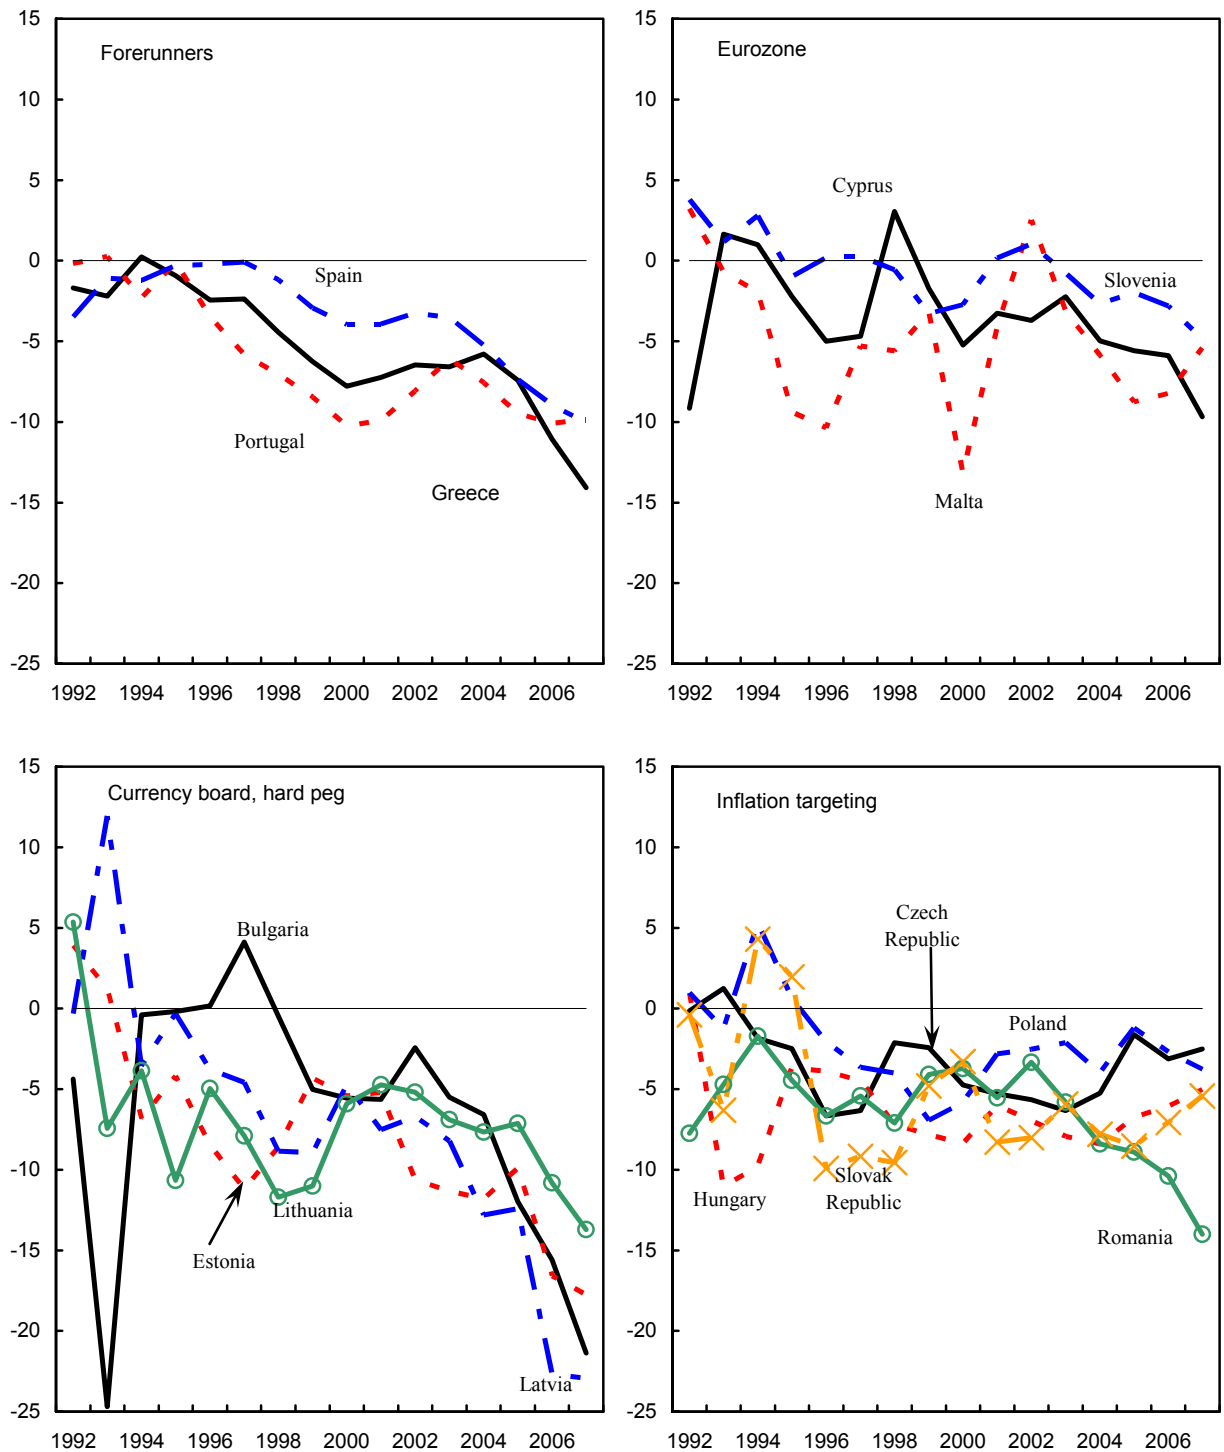 15
10
5
0
-5
-10
-15
-20
-25
Forerunners
Spain
Portugal
Greece
1992 1994 1996 1998 2000 2002 2004 2006
15
10
5
0
-5
-10
-15
-20
-25
Eurozone
Cyprus
Slovenia
Malta
1992 1994 1996 1998 2000 2002 2004 2006
15
10
5
0
-5
-10
-15
-20
-25
Currency board, hard peg
Bulgaria
Lithuania
Estonia
Latvia
1992 1994 1996 1998 2000 2002 2004 2006
15
10
5
0
-5
-10
-15
-20
-25
Inflation targeting
Czech
Republic
Poland
Hungary
Slovak
Republic
Romania
1992 1994 1996 1998 2000 2002 2004 2006